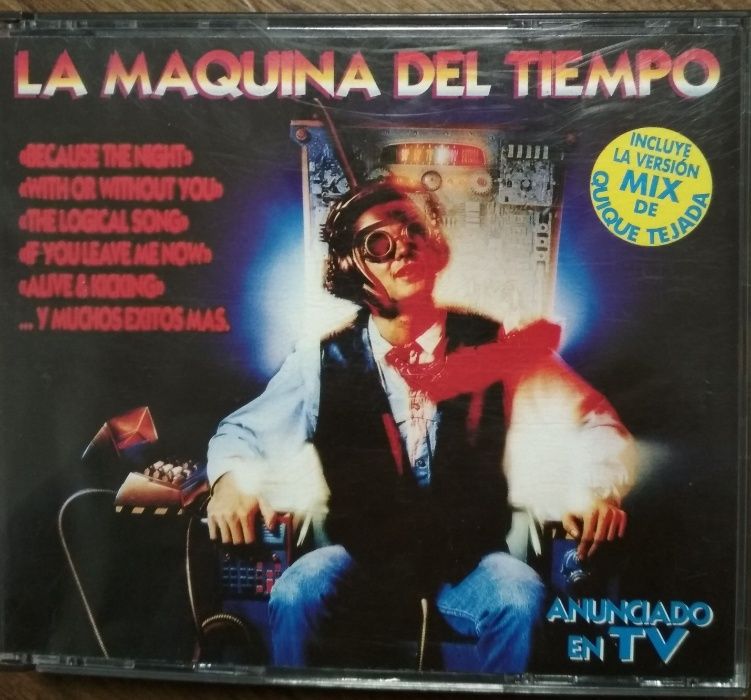 LA MAQUINA DEL TIEMPO
«BECAUSE THE NIGHT»
«WITH OR WITHOUT YOU»
«THE LOGICAL SONG»
«IF YOU LEAVE ME NOW»
«ALIVE & KICKING»
... Y MUCHOS EXITOS MAS.
INCLUYE
LA VERSIÓN
MIX
DE
QUIQUE TEJADA
ANUNCIADO
EN TV